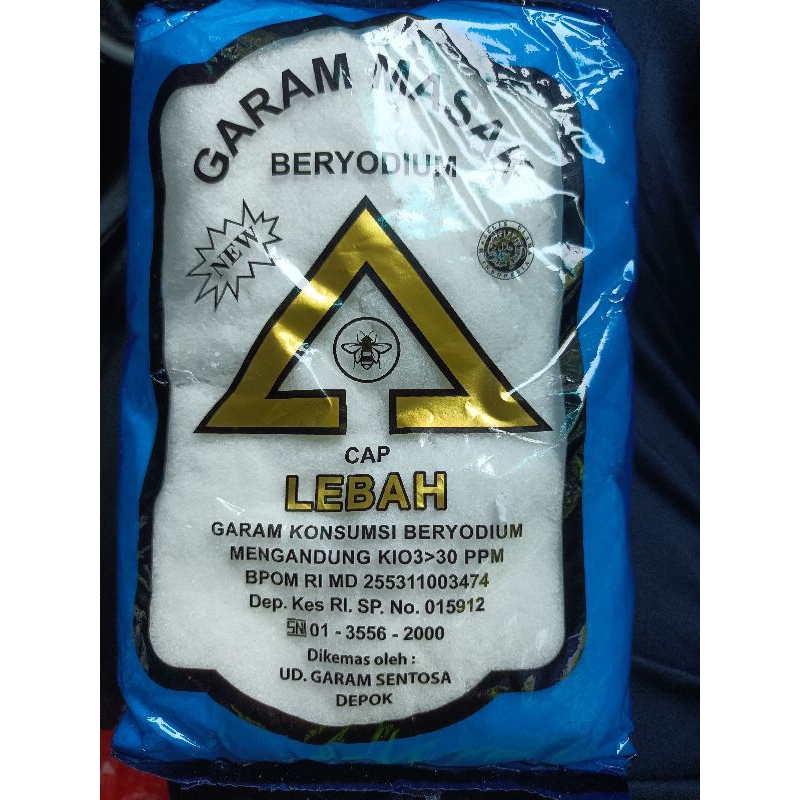 GARAM MASAK
BERYODIUM
NEW
CAP
LEBAH
GARAM KONSUMSI BERYODIUM
MENGANDUNG KIO3>30 PPM
BPOM RI MD 255311003474
Dep. Kes RI. SP. No. 015912
SNI 01 - 3556 - 2000
Dikemas oleh :
UD. GARAM SENTOSA
DEPOK